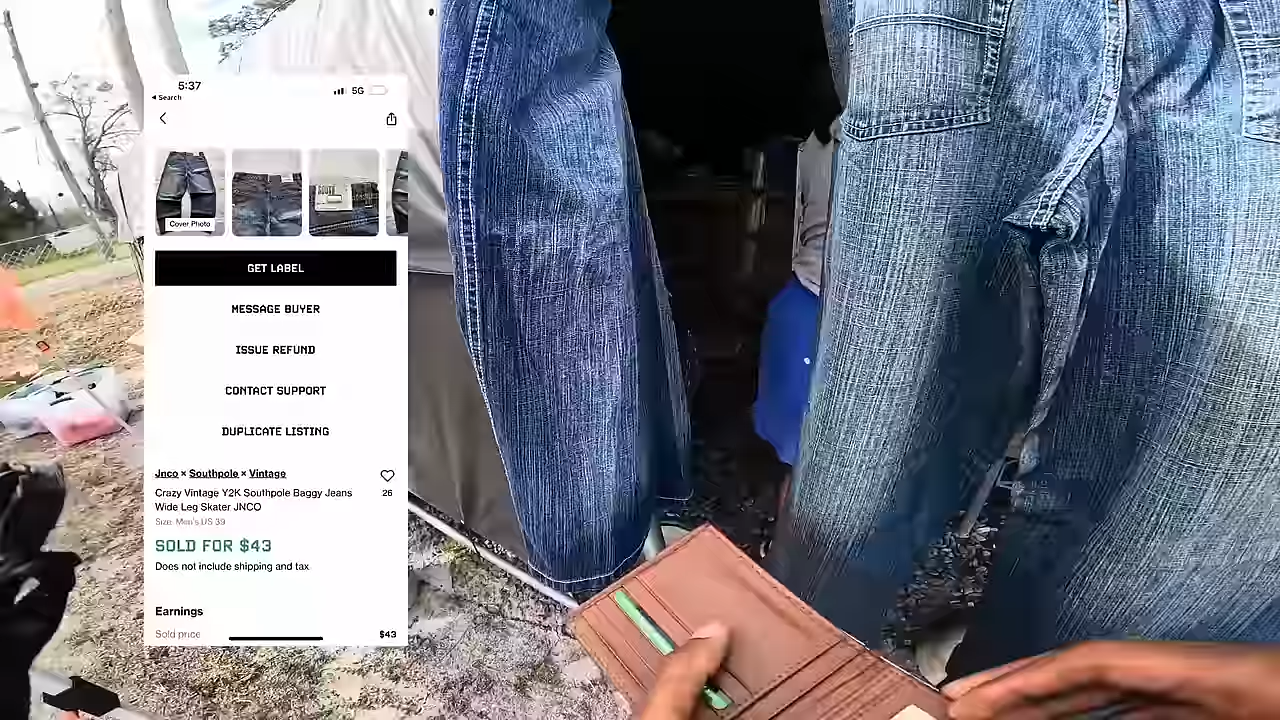 5:37
5G
Search
Cover Photo
GET LABEL
MESSAGE BUYER
ISSUE REFUND
CONTACT SUPPORT
DUPLICATE LISTING
Jnco × Southpole × Vintage
26
Crazy Vintage Y2K Southpole Baggy Jeans
Wide Leg Skater JNCO
Size: Men's US 39
SOLD FOR $43
Does not include shipping and tax
Earnings
Sold price
$43